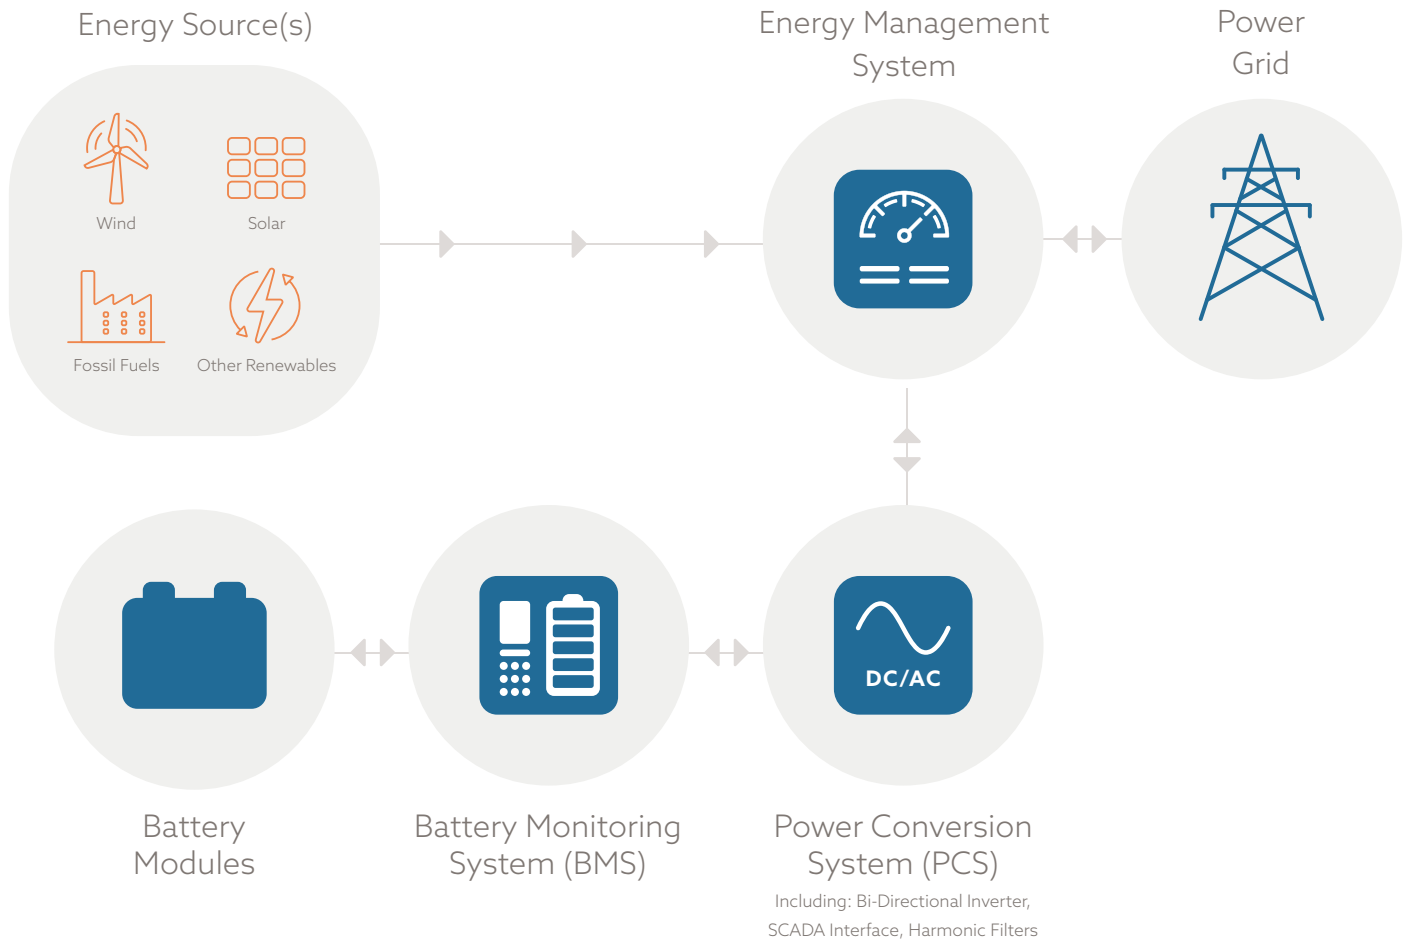 Energy Source(s)
Energy Management
System
Power
Grid
Wind
Solar
Fossil Fuels
Other Renewables
DC/AC
Battery
Modules
Battery Monitoring
System (BMS)
Power Conversion
System (PCS)
Including: Bi-Directional Inverter,
SCADA Interface, Harmonic Filters